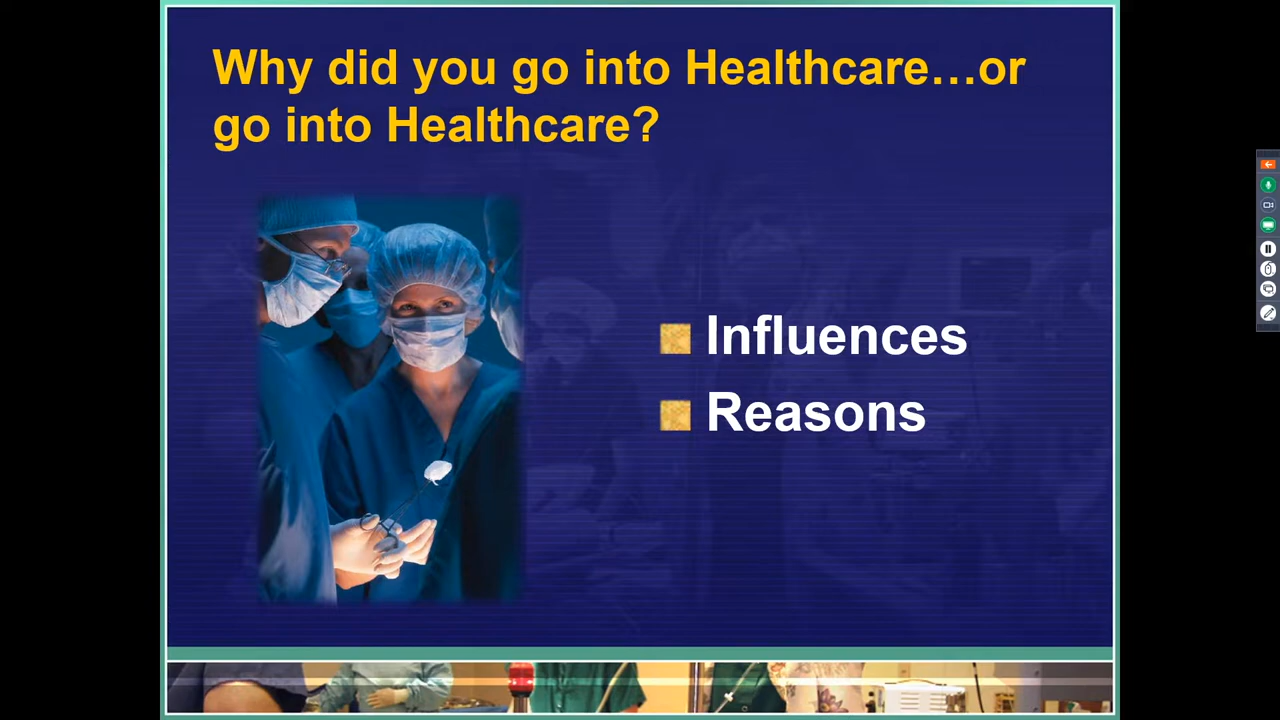 Why did you go into Healthcare…or
go into Healthcare?
Influences
Reasons